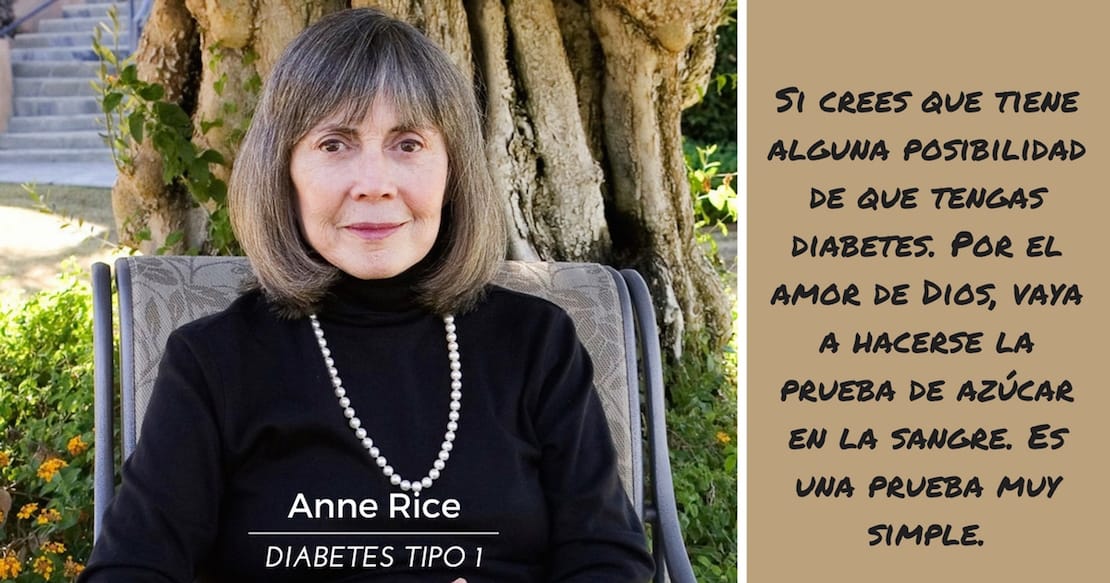 Anne Rice
DIABETES TIPO 1
SI CREES QUE TIENE
ALGUNA POSIBILIDAD
DE QUE TENGAS
DIABETES. POR EL
AMOR DE DIOS, VAYA
A HACERSE LA
PRUEBA DE AZÚCAR
EN LA SANGRE. ES
UNA PRUEBA MUY
SIMPLE.